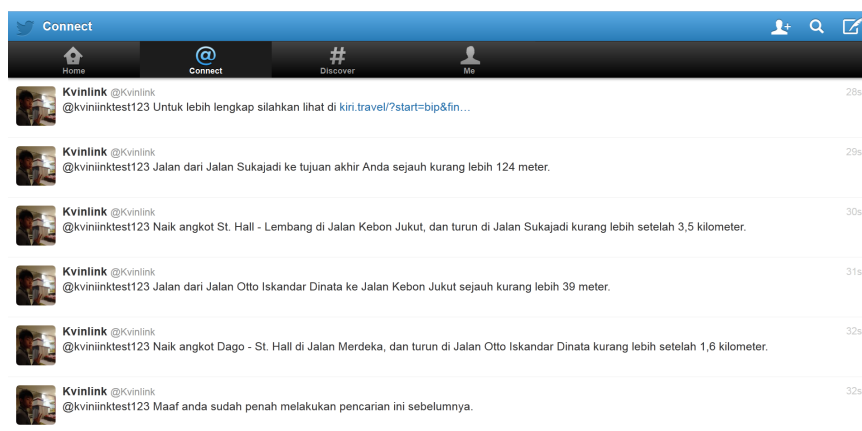 Connect
Home
Connect
Discover
Me
Kvinlink @Kvinlink 28s
@kviniinktest123 Untuk lebih lengkap silahkan lihat di kiri.travel/?start=bip&fin…
Kvinlink @Kvinlink 29s
@kviniinktest123 Jalan dari Jalan Sukajadi ke tujuan akhir Anda sejauh kurang lebih 124 meter.
Kvinlink @Kvinlink 30s
@kviniinktest123 Naik angkot St. Hall - Lembang di Jalan Kebon Jukut, dan turun di Jalan Sukajadi kurang lebih setelah 3,5 kilometer.
Kvinlink @Kvinlink 31s
@kviniinktest123 Jalan dari Jalan Otto Iskandar Dinata ke Jalan Kebon Jukut sejauh kurang lebih 39 meter.
Kvinlink @Kvinlink 32s
@kviniinktest123 Naik angkot Dago - St. Hall di Jalan Merdeka, dan turun di Jalan Otto Iskandar Dinata kurang lebih setelah 1,6 kilometer.
Kvinlink @Kvinlink 32s
@kviniinktest123 Maaf anda sudah penah melakukan pencarian ini sebelumnya.